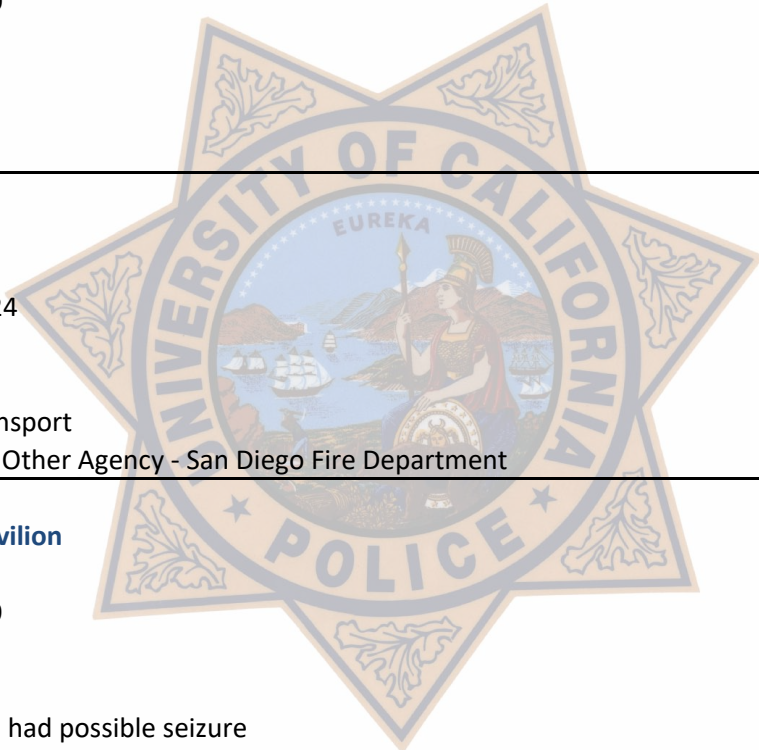 UNIVERSITY OF CALIFORNIA
EUREKA
24
nsport
Other Agency - San Diego Fire Department
POLICE
vilion
had possible seizure